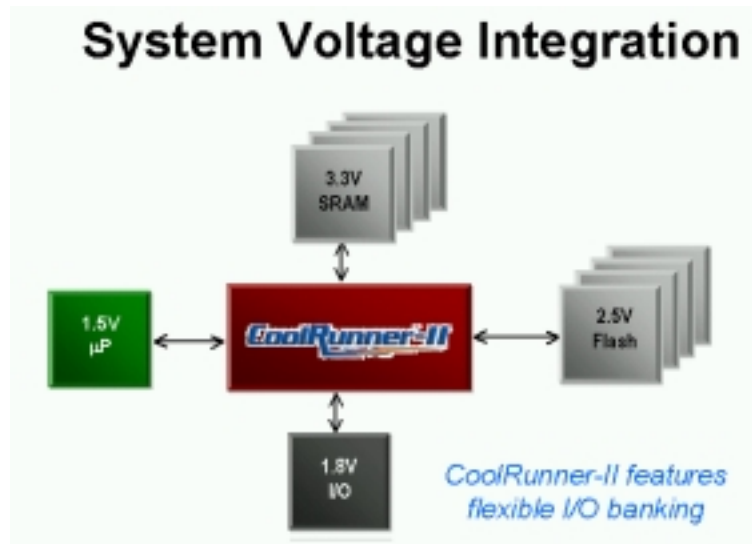 System Voltage Integration
3.3V
SRAM
1.5V
µP
CoolRunner-II
2.5V
Flash
1.8V
I/O
CoolRunner-II features
flexible I/O banking